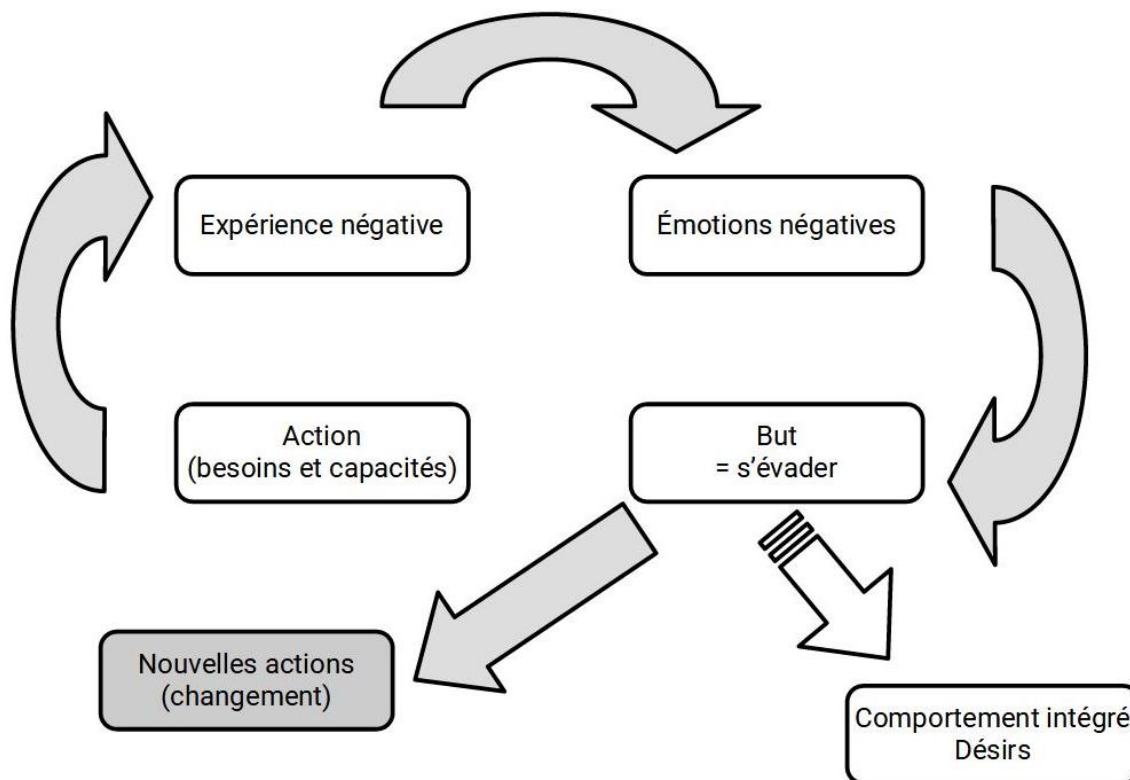 Expérience négative
Émotions négatives
Action
(besoins et capacités)
But
= s’évader
Nouvelles actions
(changement)
Comportement intégré
Désirs